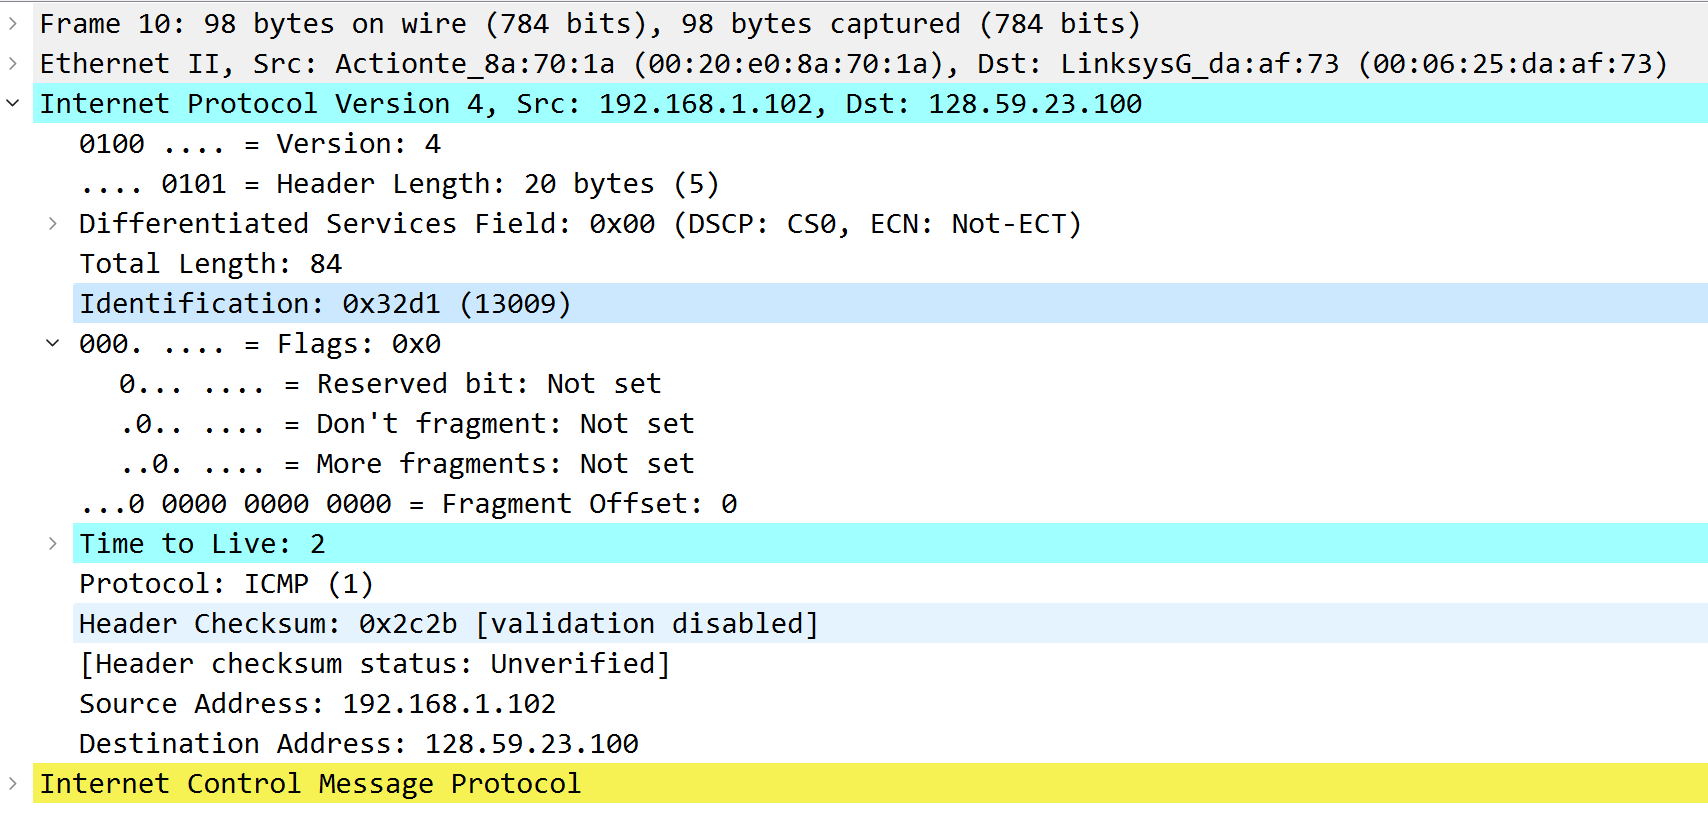 Frame 10: 98 bytes on wire (784 bits), 98 bytes captured (784 bits)
Ethernet II, Src: Actionte_8a:70:1a (00:20:e0:8a:70:1a), Dst: LinksysG_da:af:73 (00:06:25:da:af:73)
Internet Protocol Version 4, Src: 192.168.1.102, Dst: 128.59.23.100
0100 .... = Version: 4
.... 0101 = Header Length: 20 bytes (5)
Differentiated Services Field: 0x00 (DSCP: CS0, ECN: Not-ECT)
Total Length: 84
Identification: 0x32d1 (13009)
000. .... = Flags: 0x0
0... .... = Reserved bit: Not set
.0.. .... = Don't fragment: Not set
..0. .... = More fragments: Not set
...0 0000 0000 0000 = Fragment Offset: 0
Time to Live: 2
Protocol: ICMP (1)
Header Checksum: 0x2c2b [validation disabled]
[Header checksum status: Unverified]
Source Address: 192.168.1.102
Destination Address: 128.59.23.100
Internet Control Message Protocol